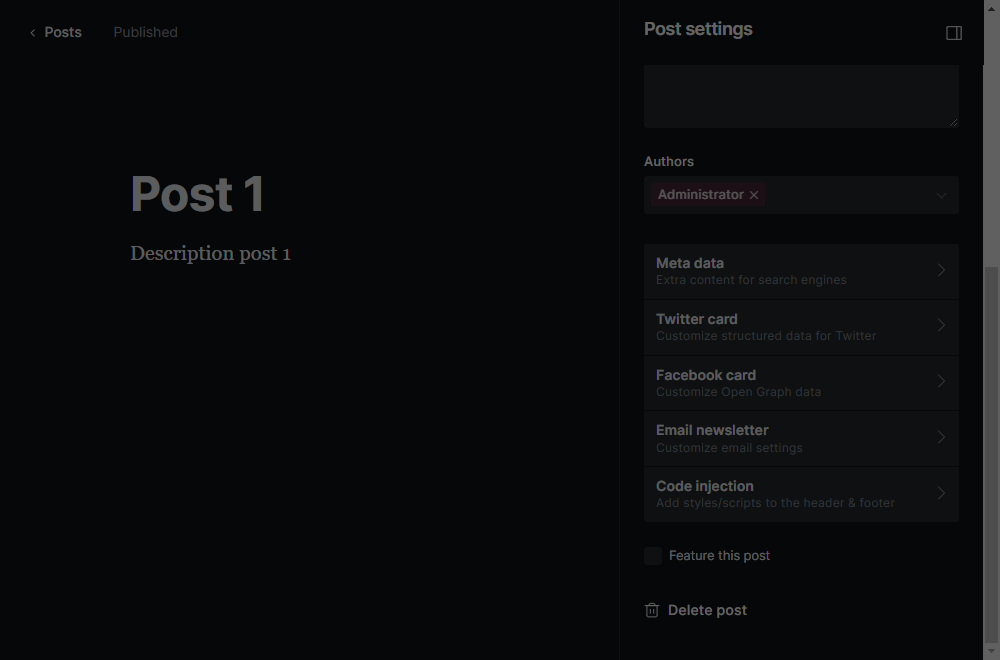 Posts
Published
Post settings
Authors
Administrator
Post 1
Description post 1
Meta data
Extra content for search engines
Twitter card
Customize structured data for Twitter
Facebook card
Customize Open Graph data
Email newsletter
Customize email settings
Code injection
Add styles/scripts to the header & footer
Feature this post
Delete post